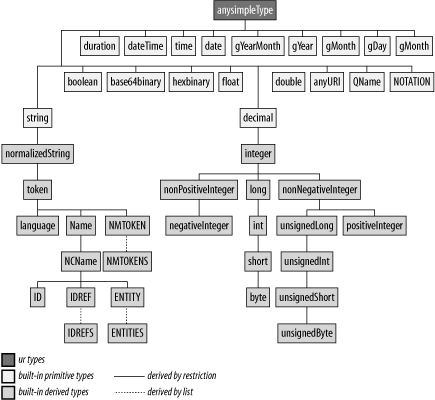 anysimpleType
duration dateTime time date gYearMonth gYear gMonth gDay gMonth
boolean base64binary hexbinary float double anyURI QName NOTATION
string decimal
normalizedString integer
token nonPositiveInteger long nonNegativeInteger
language Name NMTOKEN negativeInteger int unsignedLong positiveInteger
NCName NMTOKENS short unsignedInt
ID IDREF ENTITY byte unsignedShort
IDREFS ENTITIES unsignedByte
ur types
built-in primitive types derived by restriction
built-in derived types derived by list